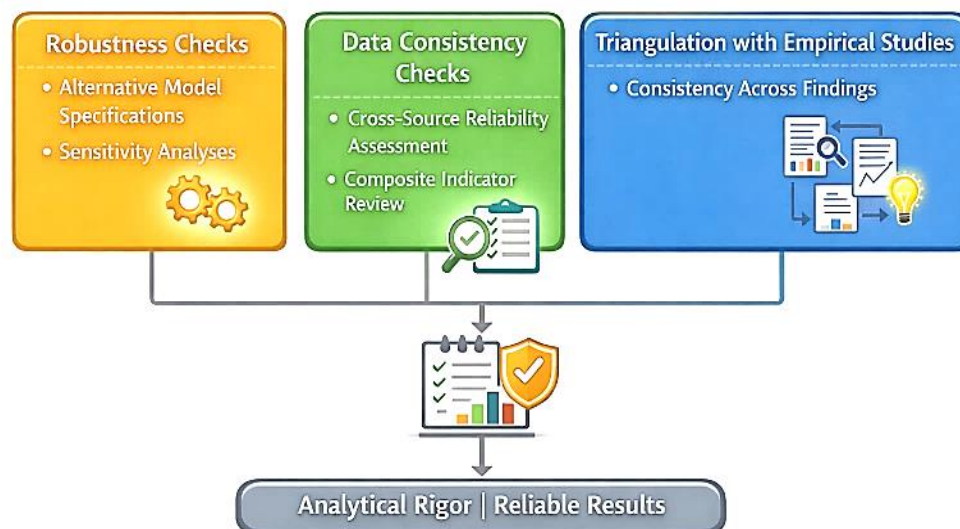 Robustness Checks
• Alternative Model
Specifications
• Sensitivity Analyses
Data Consistency
Checks
• Cross-Source Reliability
Assessment
• Composite Indicator
Review
Triangulation with Empirical Studies
• Consistency Across Findings
Analytical Rigor | Reliable Results